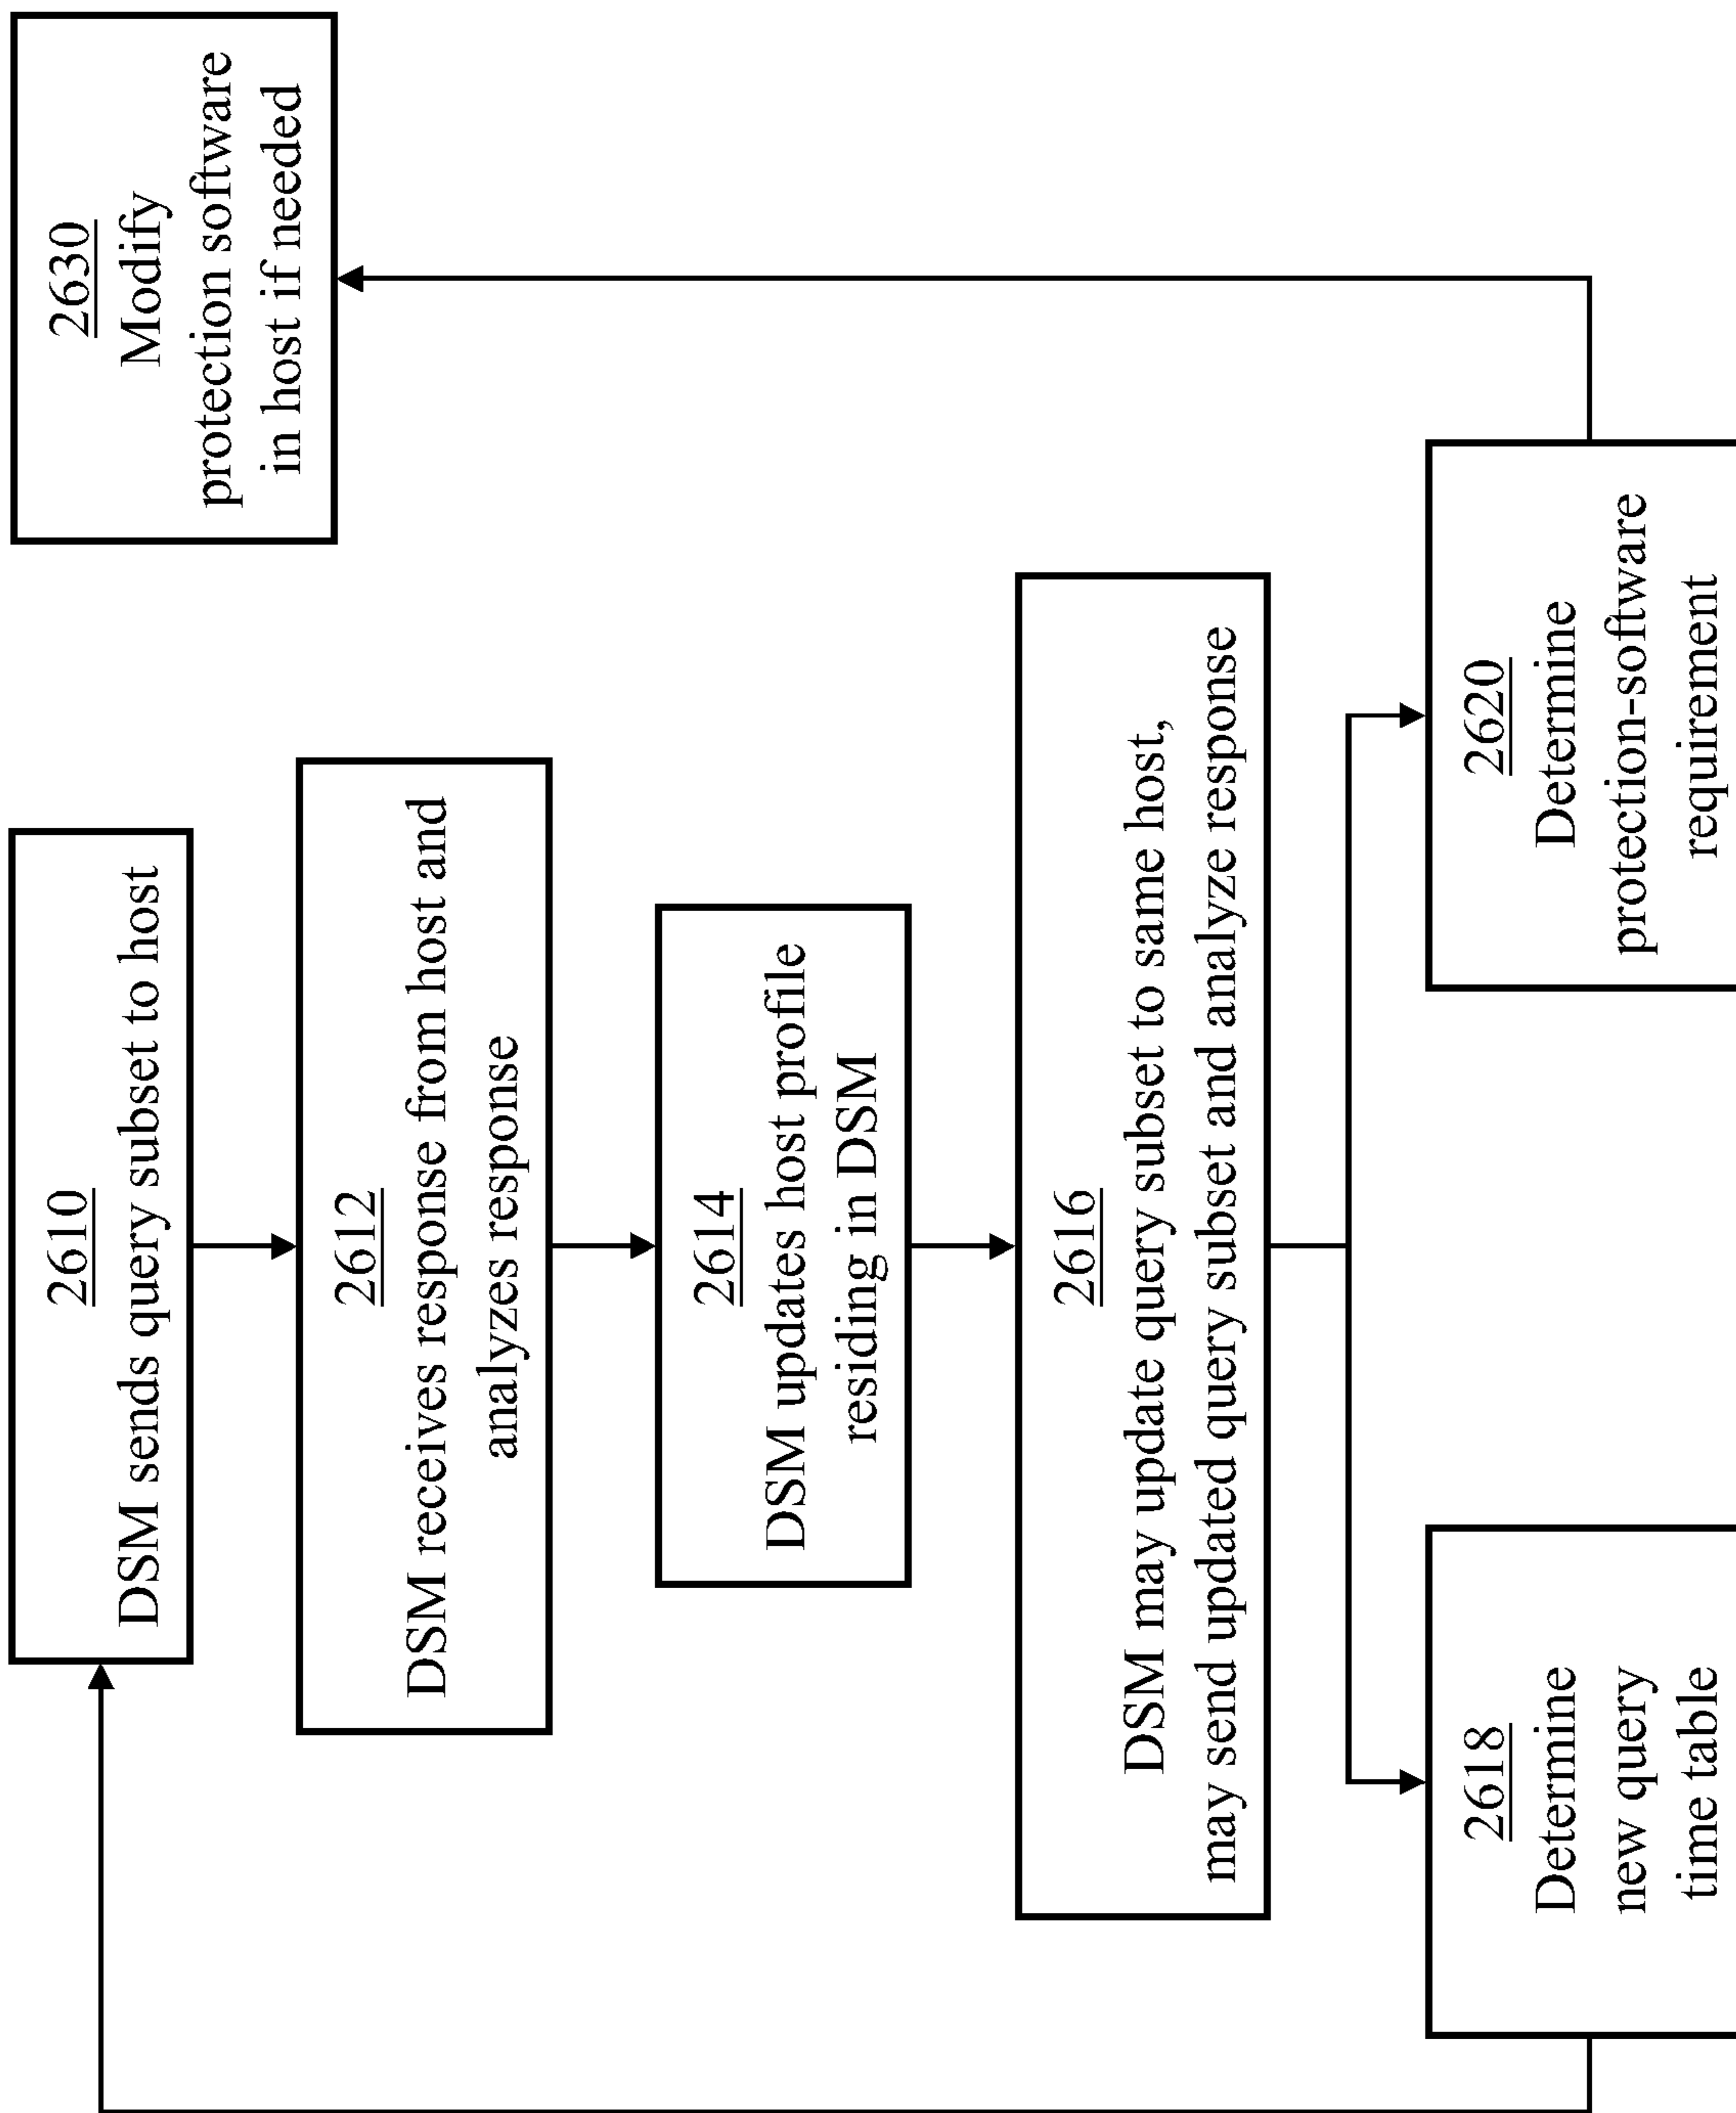 2610
DSM sends query subset to host
2612
DSM receives response from host and
analyzes response
2614
DSM updates host profile
residing in DSM
2616
DSM may update query subset to same host,
may send updated query subset and analyze response
2618
Determine
new query
time table
2620
Determine
protection-software
requirement
2630
Modify
protection software
in host if needed